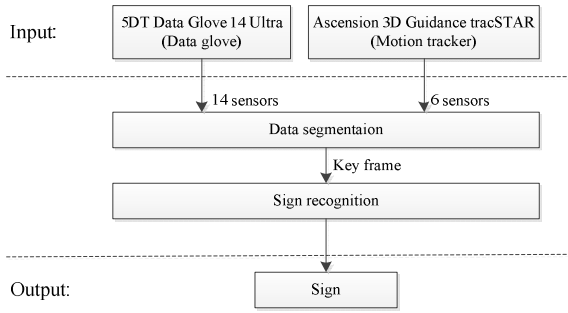 Input:
5DT Data Glove 14 Ultra
(Data glove)
Ascension 3D Guidance tracSTAR
(Motion tracker)
14 sensors
6 sensors
Data segmentaion
Key frame
Sign recognition
Output:
Sign